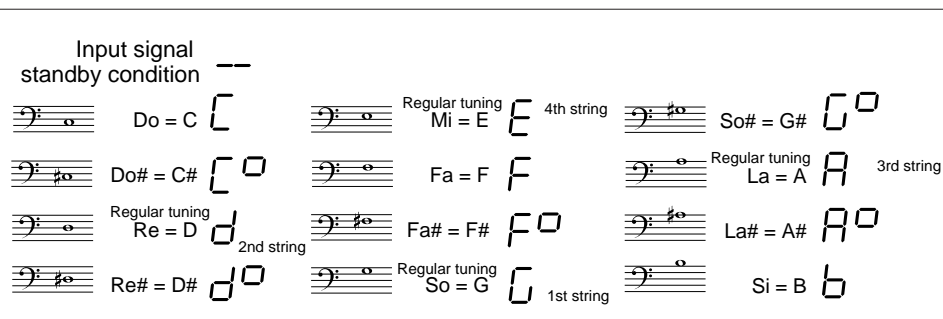 Input signal
standby condition --
Do = C C
Do# = C# C°
Regular tuning
Re = D d
2nd string
Re# = D# d°
Regular tuning
Mi = E E
4th string
Fa = F F
Fa# = F# F°
Regular tuning
So = G G
1st string
So# = G# G°
Regular tuning
La = A A
3rd string
La# = A# A°
Si = B b